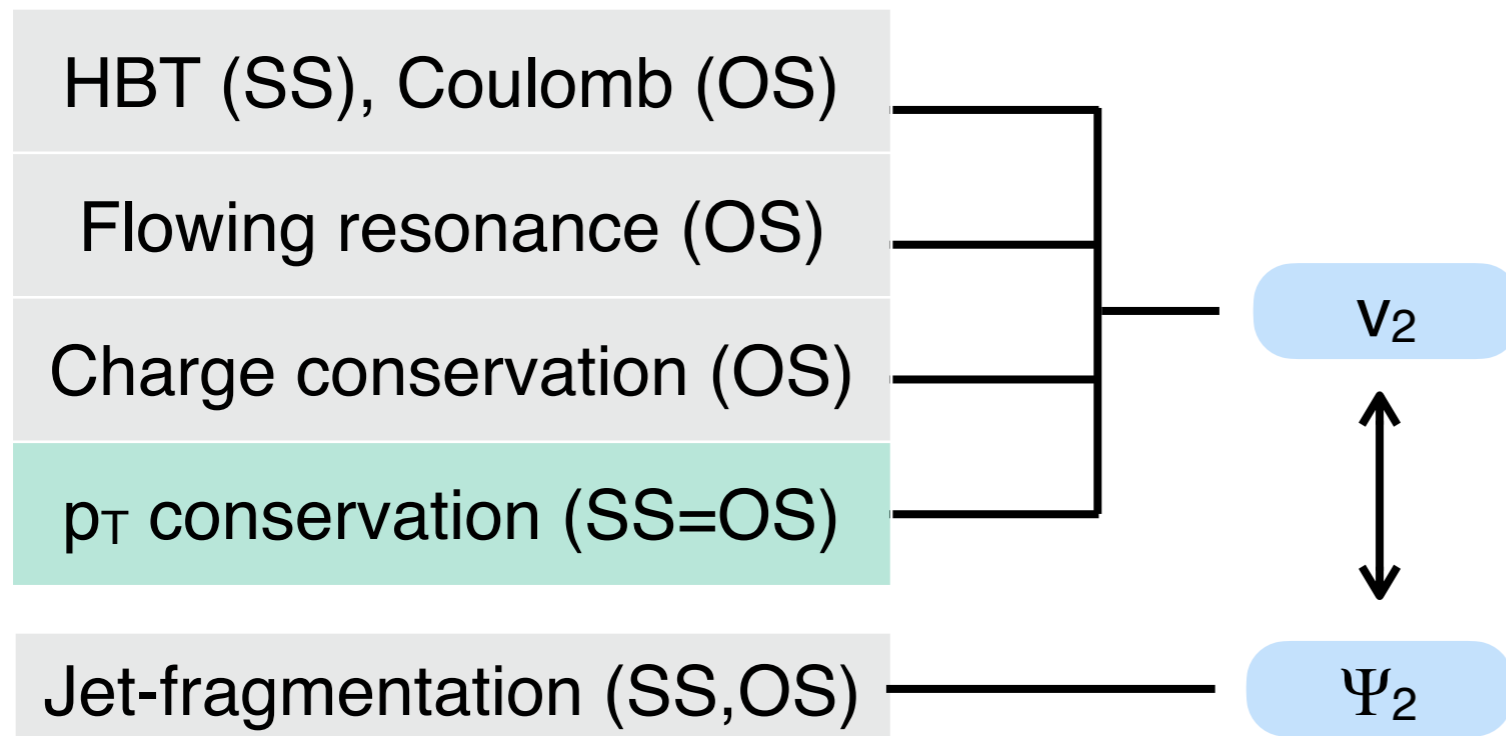 HBT (SS), Coulomb (OS)
Flowing resonance (OS)
Charge conservation (OS)
v₂
p_T conservation (SS=OS)
Jet-fragmentation (SS,OS)
Ψ₂